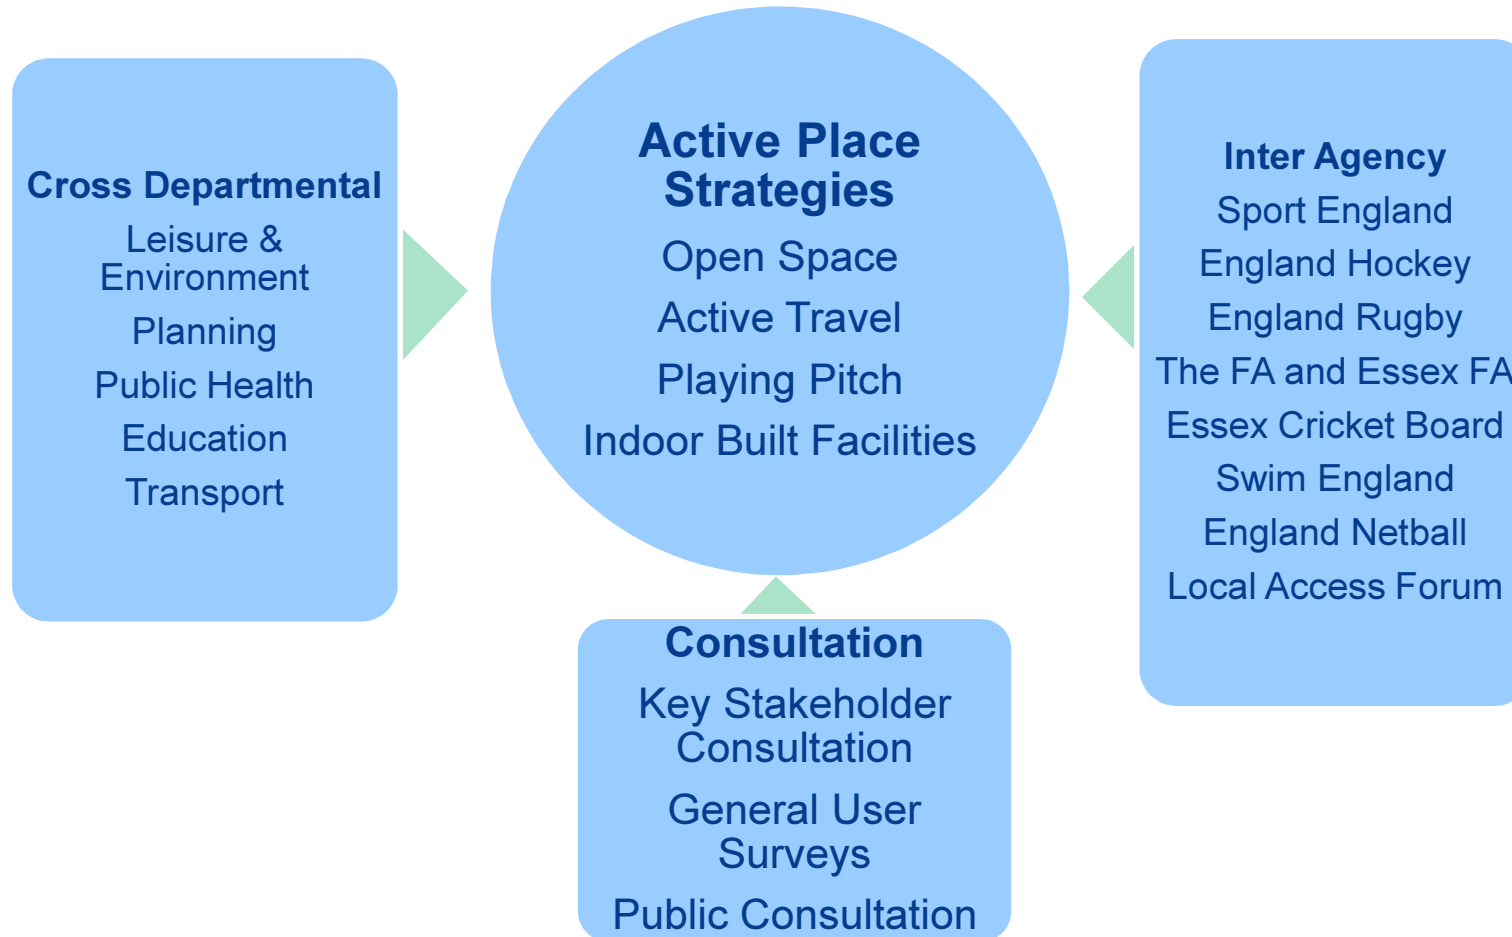 Cross Departmental
Leisure &
Environment
Planning
Public Health
Education
Transport
Active Place
Strategies
Open Space
Active Travel
Playing Pitch
Indoor Built Facilities
Inter Agency
Sport England
England Hockey
England Rugby
The FA and Essex FA
Essex Cricket Board
Swim England
England Netball
Local Access Forum
Consultation
Key Stakeholder
Consultation
General User
Surveys
Public Consultation